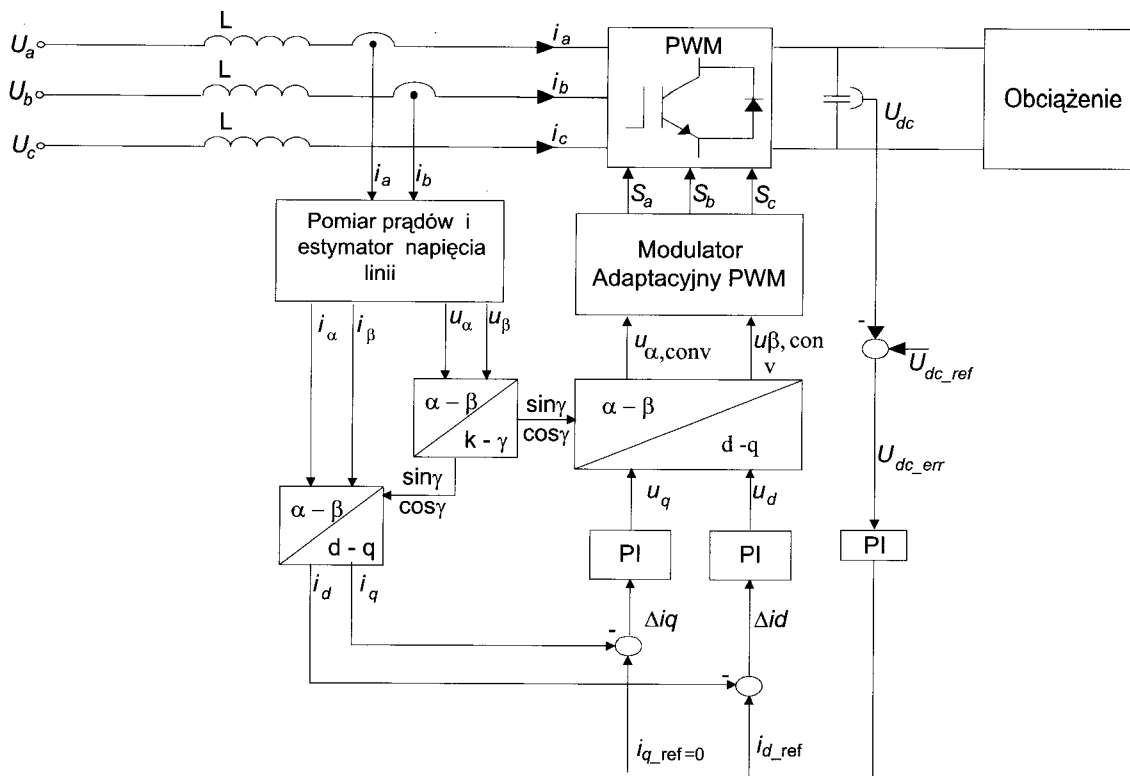 L
i_a
PWM
U_a
L
i_b
U_b
U_dc
Obciążenie
L
i_c
U_c
i_a
i_b
S_a
S_b
S_c
Pomiar prądów i
estymator napięcia
linii
Modulator
Adaptacyjny PWM
i_α
i_β
u_α
u_β
u_α,conv
uβ,con
v
-
U_dc_ref
α – β
k - γ
sinγ
cosγ
α – β
d -q
U_dc_err
sinγ
cosγ
α – β
d - q
u_q
u_d
PI
PI
PI
i_d
i_q
Δiq
Δid
-
-
i_q_ref=0
i_d_ref